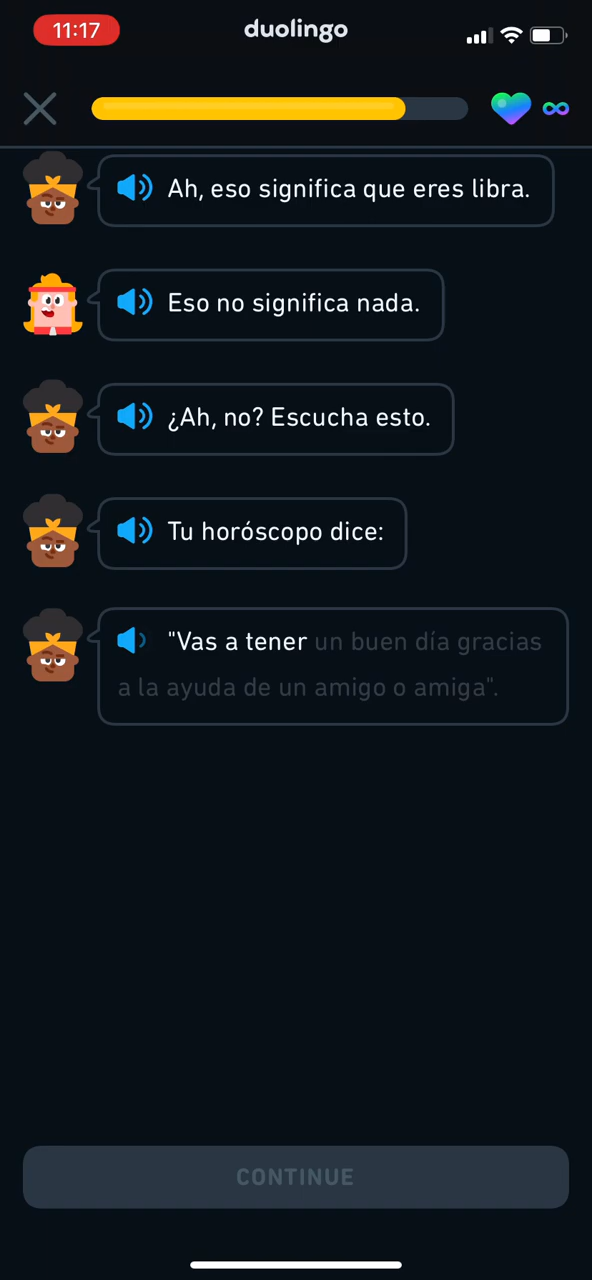 11:17
duolingo
Ah, eso significa que eres libra.
Eso no significa nada.
¿Ah, no? Escucha esto.
Tu horóscopo dice:
"Vas a tener un buen día gracias
a la ayuda de un amigo o amiga".
CONTINUE